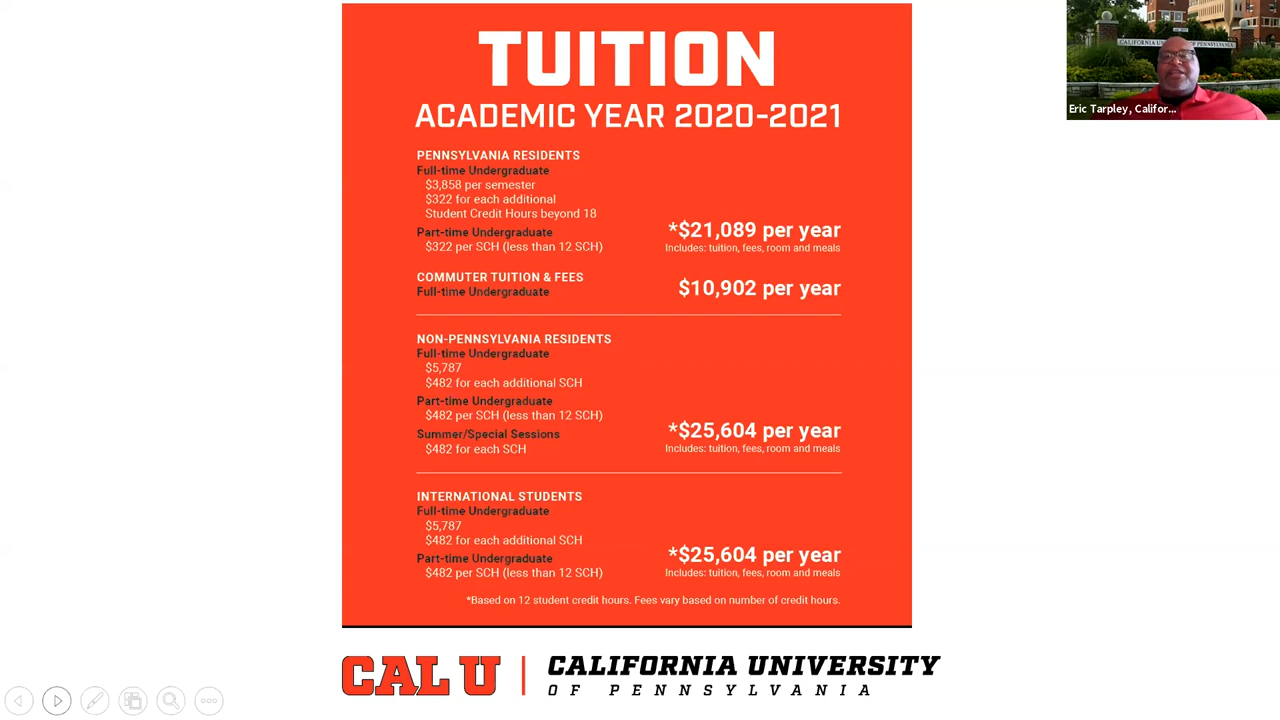 TUITION
ACADEMIC YEAR 2020-2021
PENNSYLVANIA RESIDENTS
Full-time Undergraduate
$3,858 per semester
$322 for each additional
Student Credit Hours beyond 18
Part-time Undergraduate
$322 per SCH (less than 12 SCH)
*$21,089 per year
Includes: tuition, fees, room and meals
COMMUTER TUITION & FEES
Full-time Undergraduate
$10,902 per year
NON-PENNSYLVANIA RESIDENTS
Full-time Undergraduate
$5,787
$482 for each additional SCH
Part-time Undergraduate
$482 per SCH (less than 12 SCH)
Summer/Special Sessions
$482 for each SCH
*$25,604 per year
Includes: tuition, fees, room and meals
INTERNATIONAL STUDENTS
Full-time Undergraduate
$5,787
$482 for each additional SCH
Part-time Undergraduate
$482 per SCH (less than 12 SCH)
*$25,604 per year
Includes: tuition, fees, room and meals
*Based on 12 student credit hours. Fees vary based on number of credit hours.
CAL U
CALIFORNIA UNIVERSITY
OF PENNSYLVANIA
CALIFORNIA UNIVERSITY OF PENNSYLVANIA
Eric Tarpley, Califor...